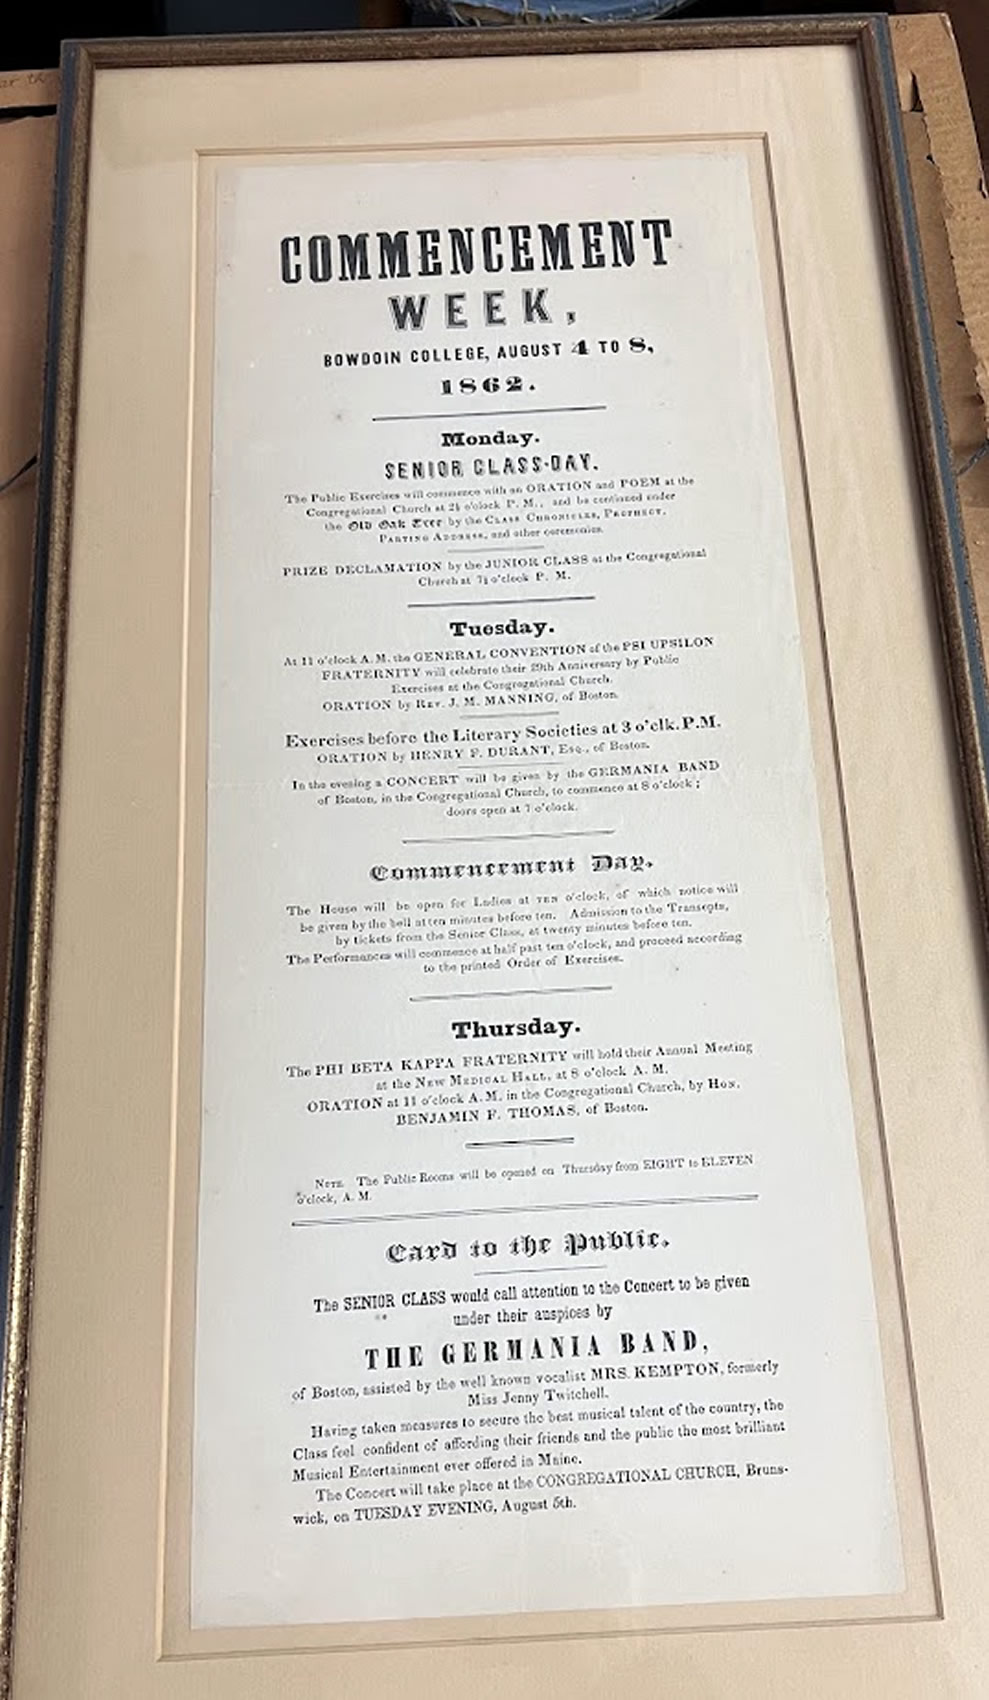 COMMENCEMENT
WEEK,
BOWDOIN COLLEGE, AUGUST 4 TO 8,
1862.
Monday.
SENIOR CLASS-DAY.
The Public Exercises will commence with an ORATION and POEM at the
Congregational Church at 2½ o'clock P. M., and be continued under
the Old Oak Tree by the CLASS CHRONICLES, PROPHECY,
PARTING ADDRESS, and other ceremonies.
PRIZE DECLAMATION by the JUNIOR CLASS at the Congregational
Church at 7½ o'clock P. M.
Tuesday.
At 11 o'clock A. M. the GENERAL CONVENTION of the PSI UPSILON
FRATERNITY will celebrate their 29th Anniversary by Public
Exercises at the Congregational Church.
ORATION by REV. J. M. MANNING, of Boston.
Exercises before the Literary Societies at 3 o'clk. P.M.
ORATION by HENRY F. DURANT, Esq., of Boston.
In the evening a CONCERT will be given by the GERMANIA BAND
of Boston, in the Congregational Church, to commence at 8 o'clock;
doors open at 7 o'clock.
Commencement Day.
The House will be open for Ladies at TEN o'clock, of which notice will
be given by the bell at ten minutes before ten. Admission to the Transepts,
by tickets from the Senior Class, at twenty minutes before ten.
The Performances will commence at half past ten o'clock, and proceed according
to the printed Order of Exercises.
Thursday.
The PHI BETA KAPPA FRATERNITY will hold their Annual Meeting
at the NEW MEDICAL HALL, at 8 o'clock A. M.
ORATION at 11 o'clock A. M. in the Congregational Church, by HON.
BENJAMIN F. THOMAS, of Boston.
NOTE. The Public Rooms will be opened on Thursday from EIGHT to ELEVEN
o'clock, A. M.
Card to the Public.
The SENIOR CLASS would call attention to the Concert to be given
under their auspices by
THE GERMANIA BAND,
of Boston, assisted by the well known vocalist MRS. KEMPTON, formerly
Miss Jenny Twitchell.
Having taken measures to secure the best musical talent of the country, the
Class feel confident of affording their friends and the public the most brilliant
Musical Entertainment ever offered in Maine.
The Concert will take place at the CONGREGATIONAL CHURCH, Bruns-
wick, on TUESDAY EVENING, August 5th.